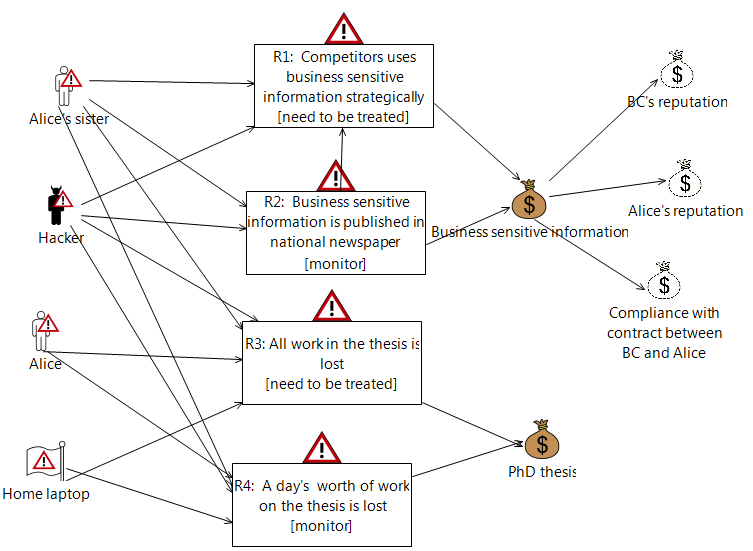 R1:  Competitors uses
business sensitive
information strategically
[need to be treated]
Alice's sister
BC's reputation
R2:  Business sensitive
information is published in
national newspaper
[monitor]
Hacker
Business sensitive information
Alice's reputation
Compliance with
contract between
BC and Alice
R3: All work in the thesis is
lost
[need to be treated]
Alice
R4:  A day's  worth of work
on the thesis is lost
[monitor]
Home laptop
PhD thesis
$
$
$
$
$